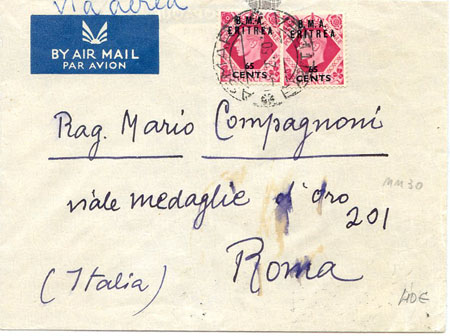 Via aerea
BY AIR MAIL
PAR AVION
B.M.A. B.M.A.
ERITREA ERITREA
65 65
CENTS CENTS
Rag. Mario Compagnoni
viale medaglie d'oro
201
MM30
Roma
(Italia)